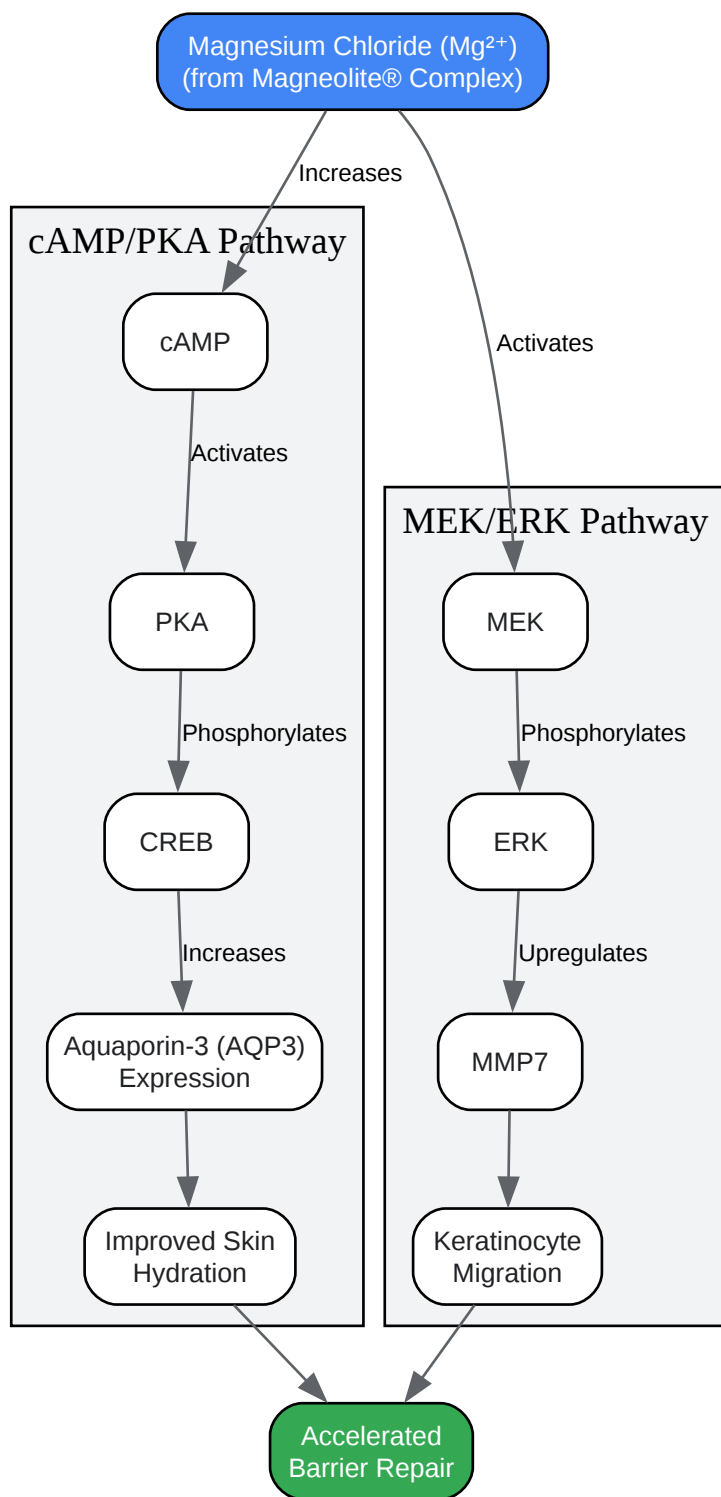 Magnesium Chloride (Mg²⁺)
(from Magneolite® Complex)
Increases
Activates
cAMP/PKA Pathway
cAMP
Activates
PKA
Phosphorylates
CREB
Increases
Aquaporin-3 (AQP3)
Expression
Improved Skin
Hydration
MEK/ERK Pathway
MEK
Phosphorylates
ERK
Upregulates
MMP7
Keratinocyte
Migration
Accelerated
Barrier Repair